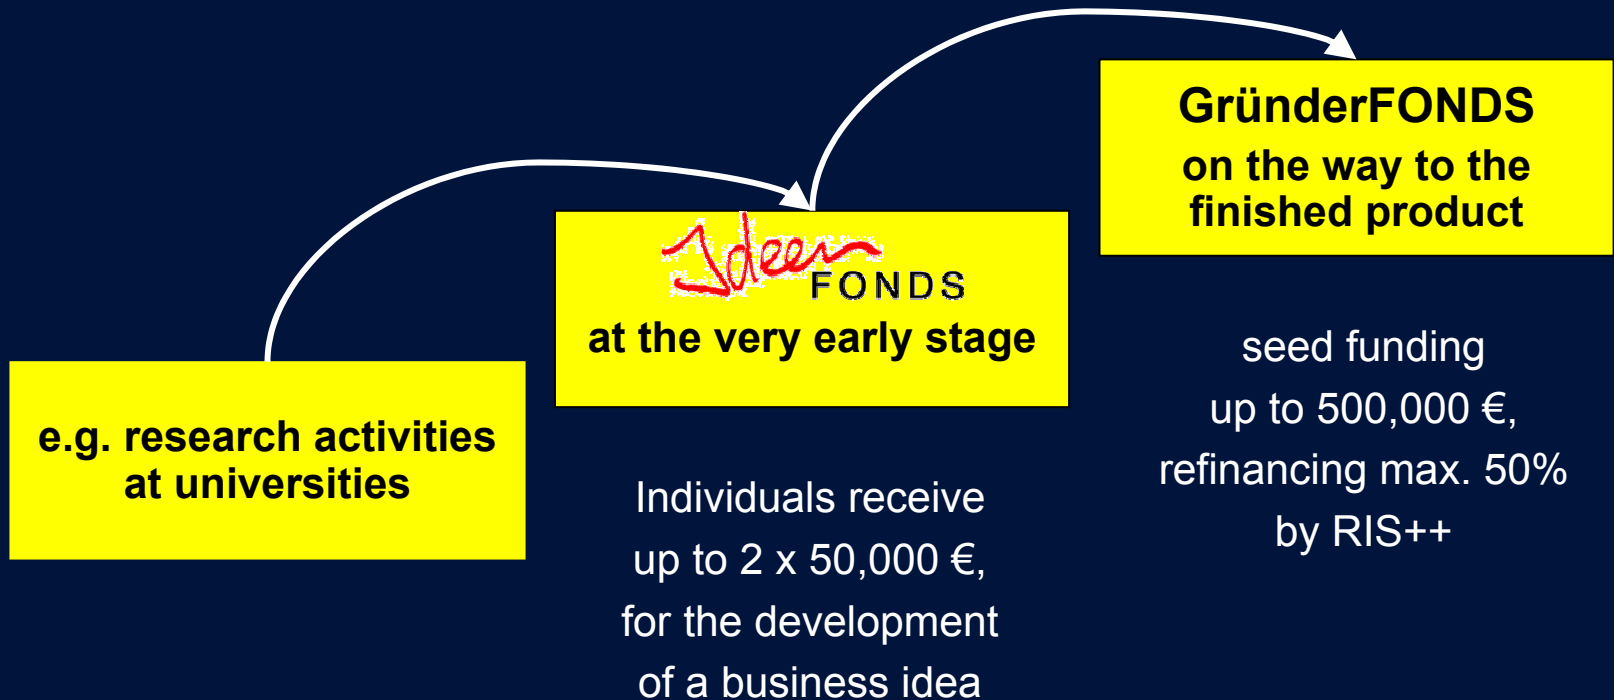 e.g. research activities
at universities
Ideen
FONDS
at the very early stage
Individuals receive
up to 2 x 50,000 €,
for the development
of a business idea
GründerFONDS
on the way to the
finished product
seed funding
up to 500,000 €,
refinancing max. 50%
by RIS++